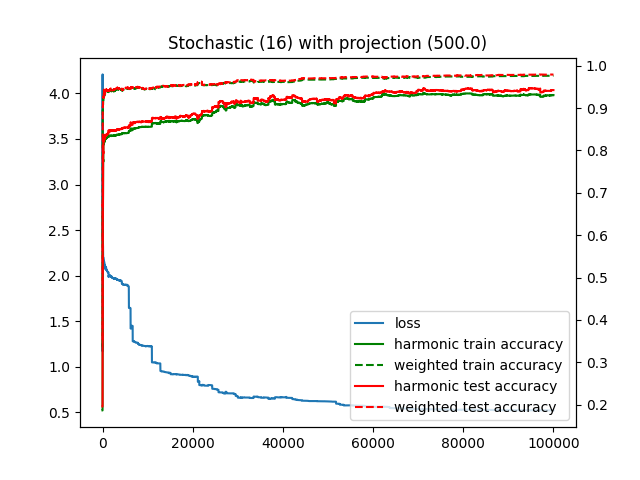 Stochastic (16) with projection (500.0)
4.0
3.5
3.0
2.5
2.0
1.5
1.0
0.5
1.0
0.9
0.8
0.7
0.6
0.5
0.4
0.3
0.2
loss
harmonic train accuracy
weighted train accuracy
harmonic test accuracy
weighted test accuracy
0 20000 40000 60000 80000 100000